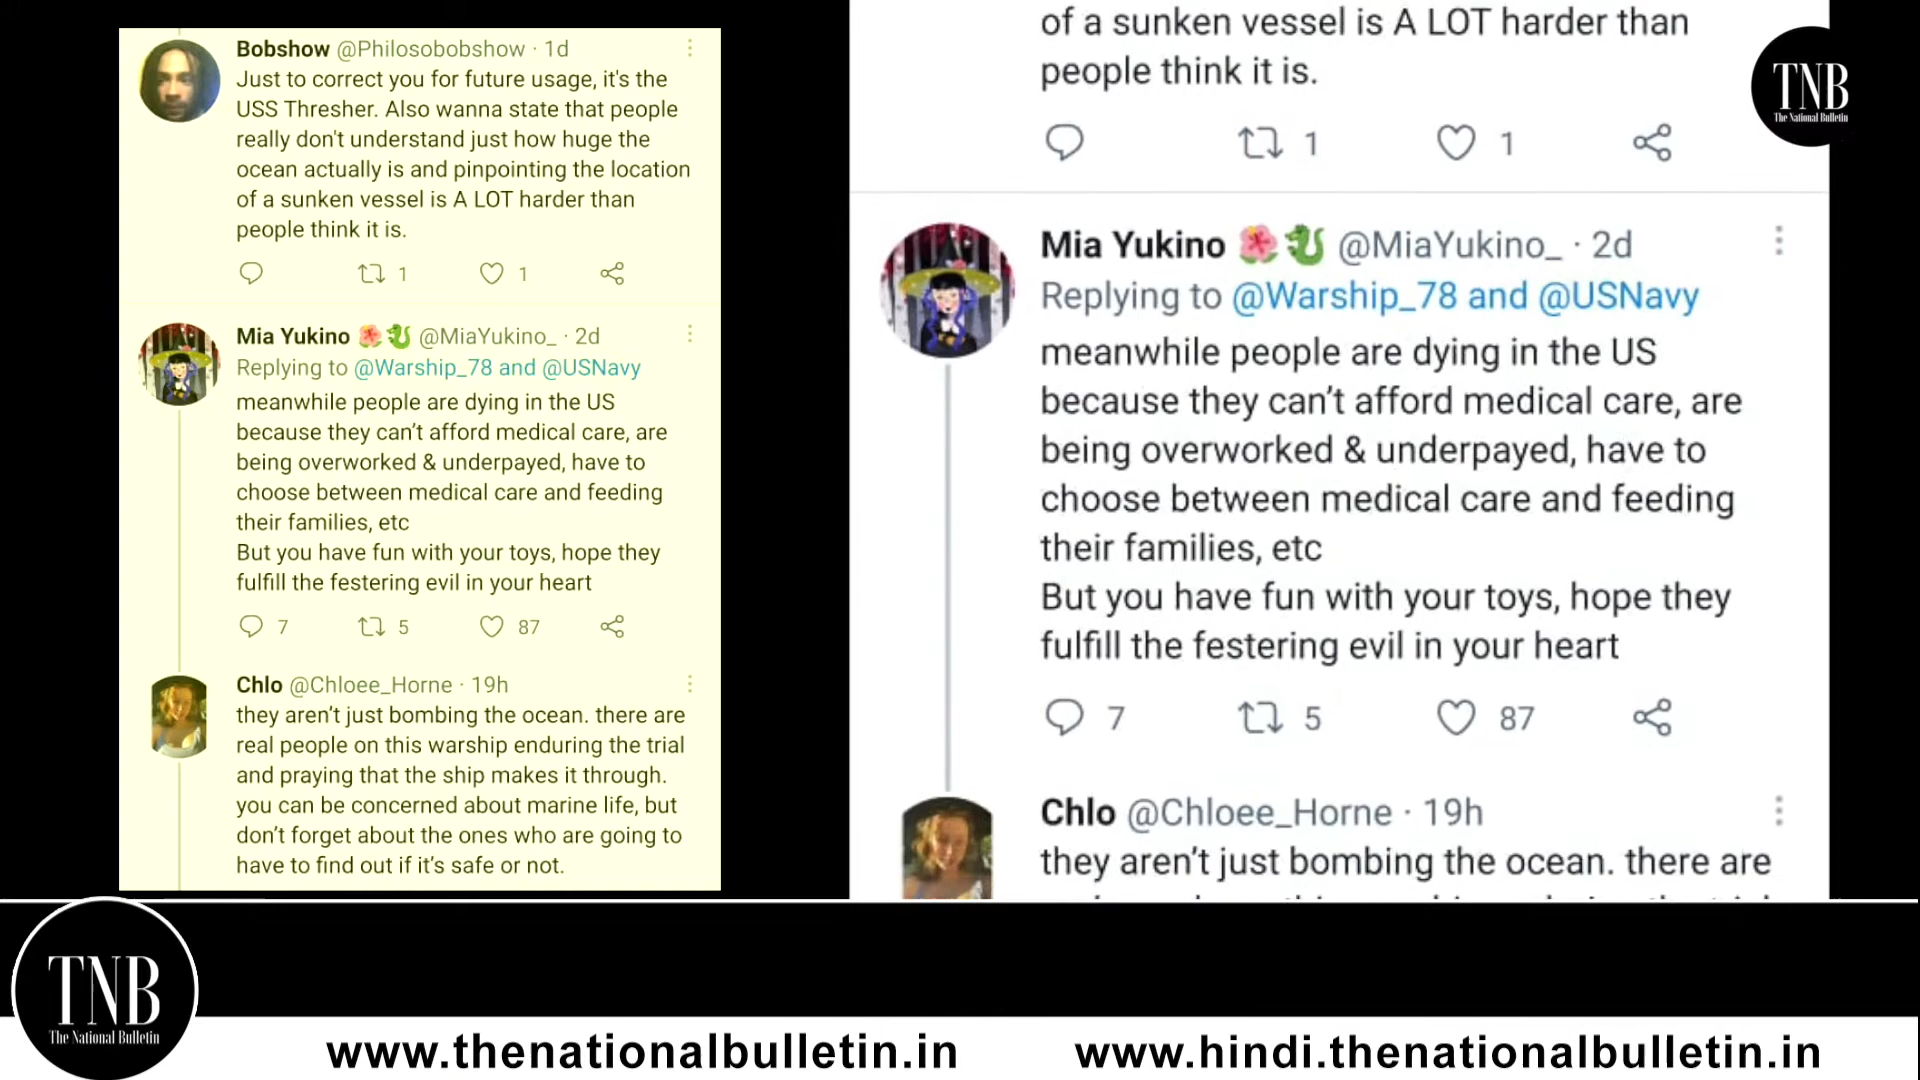 Bobshow @Philosobobshow · 1d
Just to correct you for future usage, it's the
USS Thresher. Also wanna state that people
really don't understand just how huge the
ocean actually is and pinpointing the location
of a sunken vessel is A LOT harder than
people think it is.
1 1
Mia Yukino 🌺🐉 @MiaYukino_ · 2d
Replying to @Warship_78 and @USNavy
meanwhile people are dying in the US
because they can’t afford medical care, are
being overworked & underpayed, have to
choose between medical care and feeding
their families, etc
But you have fun with your toys, hope they
fulfill the festering evil in your heart
7 5 87
Chlo @Chloee_Horne · 19h
they aren’t just bombing the ocean. there are
real people on this warship enduring the trial
and praying that the ship makes it through.
you can be concerned about marine life, but
don’t forget about the ones who are going to
have to find out if it’s safe or not.
of a sunken vessel is A LOT harder than
people think it is.
1 1
Mia Yukino 🌺🐉 @MiaYukino_ · 2d
Replying to @Warship_78 and @USNavy
meanwhile people are dying in the US
because they can’t afford medical care, are
being overworked & underpayed, have to
choose between medical care and feeding
their families, etc
But you have fun with your toys, hope they
fulfill the festering evil in your heart
7 5 87
Chlo @Chloee_Horne · 19h
they aren’t just bombing the ocean. there are
TNB
The National Bulletin
TNB
The National Bulletin
www.thenationalbulletin.in www.hindi.thenationalbulletin.in